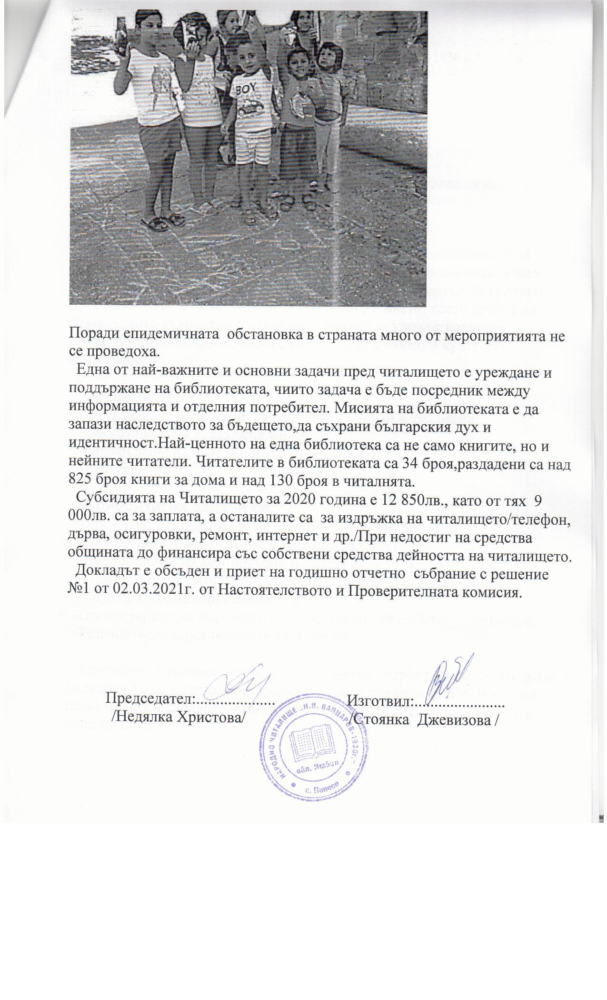 BOY
Поради епидемичната  обстановка в страната много от мероприятията не
се проведоха.
Една от най-важните и основни задачи пред читалището е уреждане и
поддържане на библиотеката, чиито задача е бъде посредник между
информацията и отделния потребител. Мисията на библиотеката е да
запази наследството за бъдещето,да съхрани българския дух и
идентичност.Най-ценното на една библиотека са не само книгите, но и
нейните читатели. Читателите в библиотеката са 34 броя,раздадени са над
825 броя книги за дома и над 130 броя в читалнята.
Субсидията на Читалището за 2020 година е 12 850лв., като от тях  9
000лв. са за заплата, а останалите са  за издръжка на читалището/телефон,
дърва, осигуровки, ремонт, интернет и др./При недостиг на средства
общината до финансира със собствени средства дейността на читалището.
Докладът е обсъден и приет на годишно отчетно  събрание с решение
№1 от 02.03.2021г. от Настоятелството и Проверителната комисия.
Председател:.................... Изготвил:.......................
/Недялка Христова/ /Стоянка  Джевизова /
НАРОДНО ЧИТАЛИЩЕ „Н.Й. ВАПЦАРОВ-1930г.“
обл. Ямбол
с. Попово